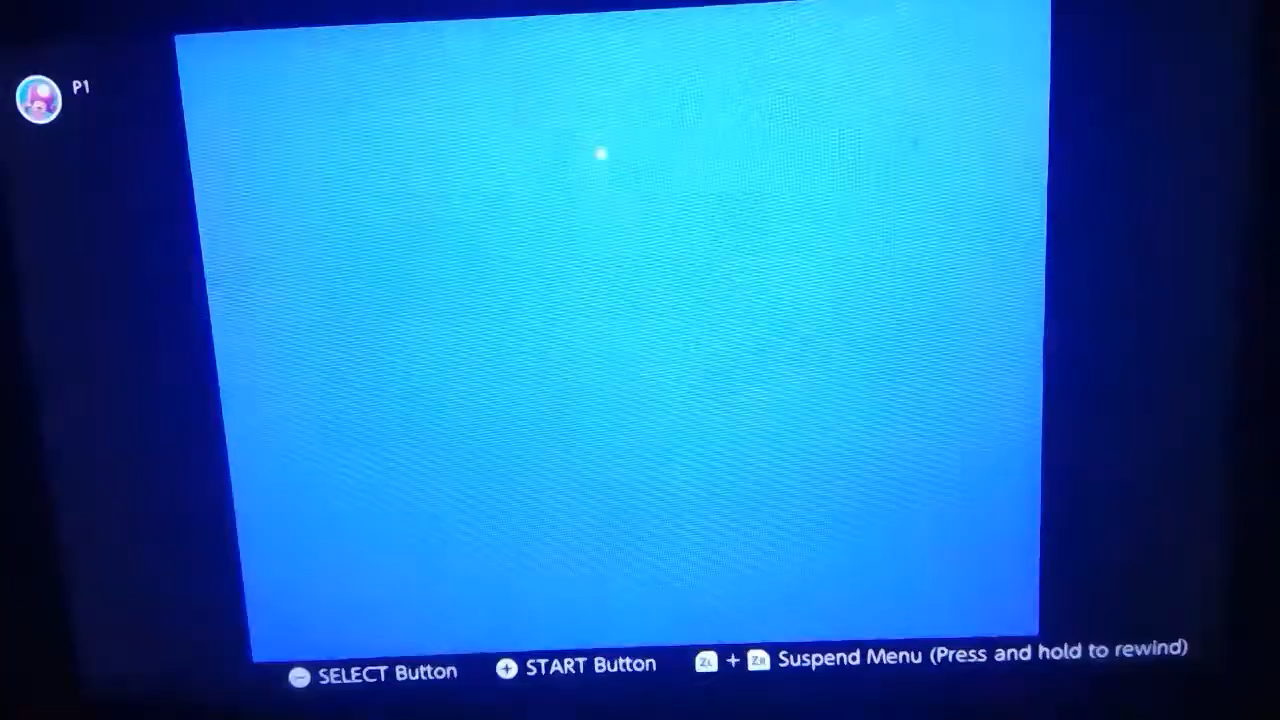 P1
SELECT Button START Button ZL + ZR Suspend Menu (Press and hold to rewind)